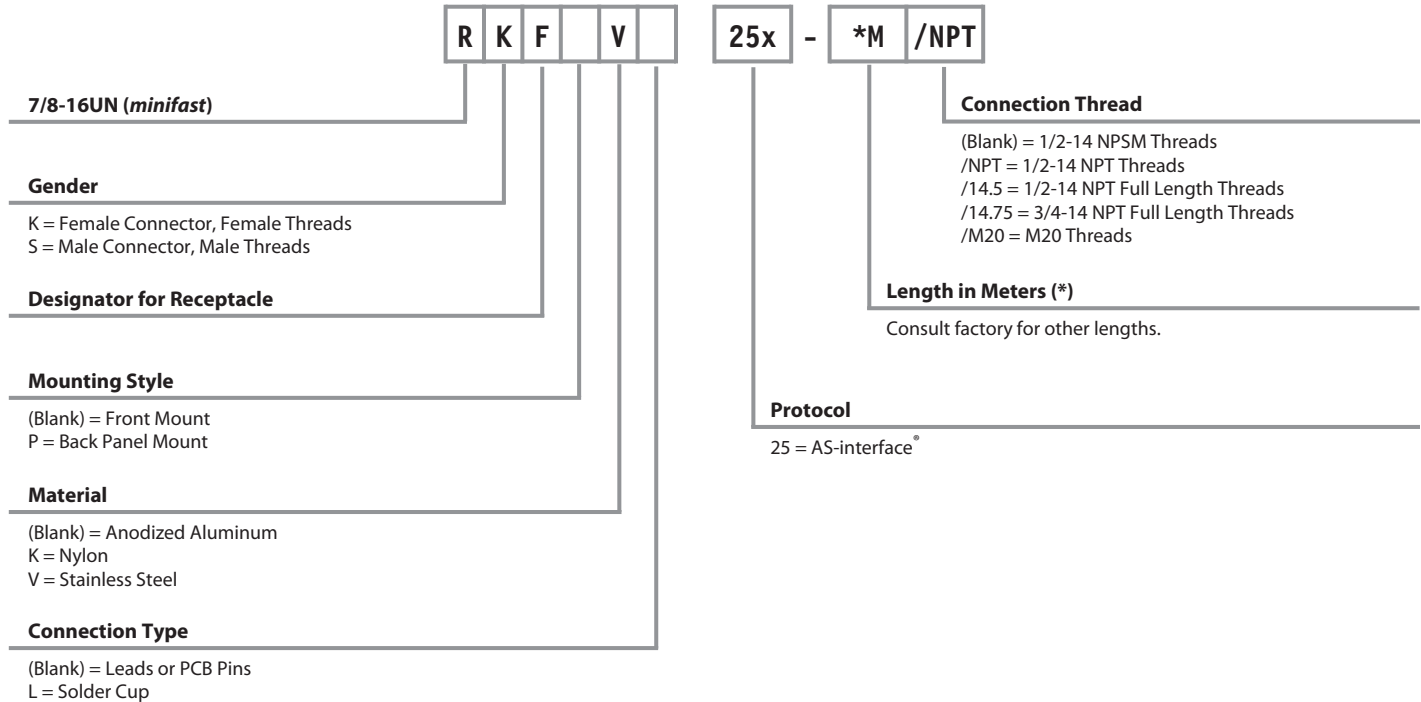 R K F V 25x - *M /NPT
7/8-16UN (minifast)
Gender
K = Female Connector, Female Threads
S = Male Connector, Male Threads
Designator for Receptacle
Mounting Style
(Blank) = Front Mount
P = Back Panel Mount
Material
(Blank) = Anodized Aluminum
K = Nylon
V = Stainless Steel
Connection Type
(Blank) = Leads or PCB Pins
L = Solder Cup
Connection Thread
(Blank) = 1/2-14 NPSM Threads
/NPT = 1/2-14 NPT Threads
/14.5 = 1/2-14 NPT Full Length Threads
/14.75 = 3/4-14 NPT Full Length Threads
/M20 = M20 Threads
Length in Meters (*)
Consult factory for other lengths.
Protocol
25 = AS-interface®